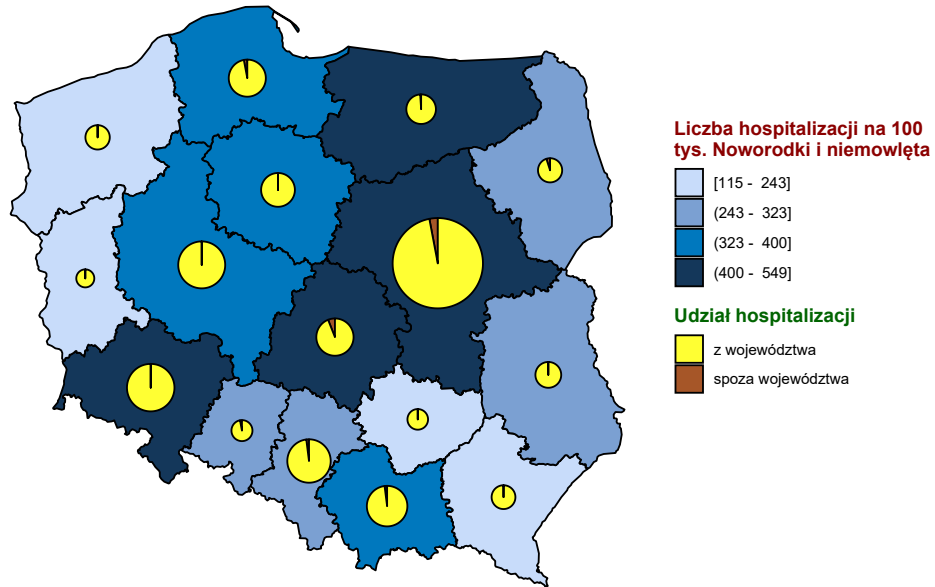 Liczba hospitalizacji na 100
tys. Noworodki i niemowlęta
[115 - 243]
(243 - 323]
(323 - 400]
(400 - 549]
Udział hospitalizacji
z województwa
spoza województwa